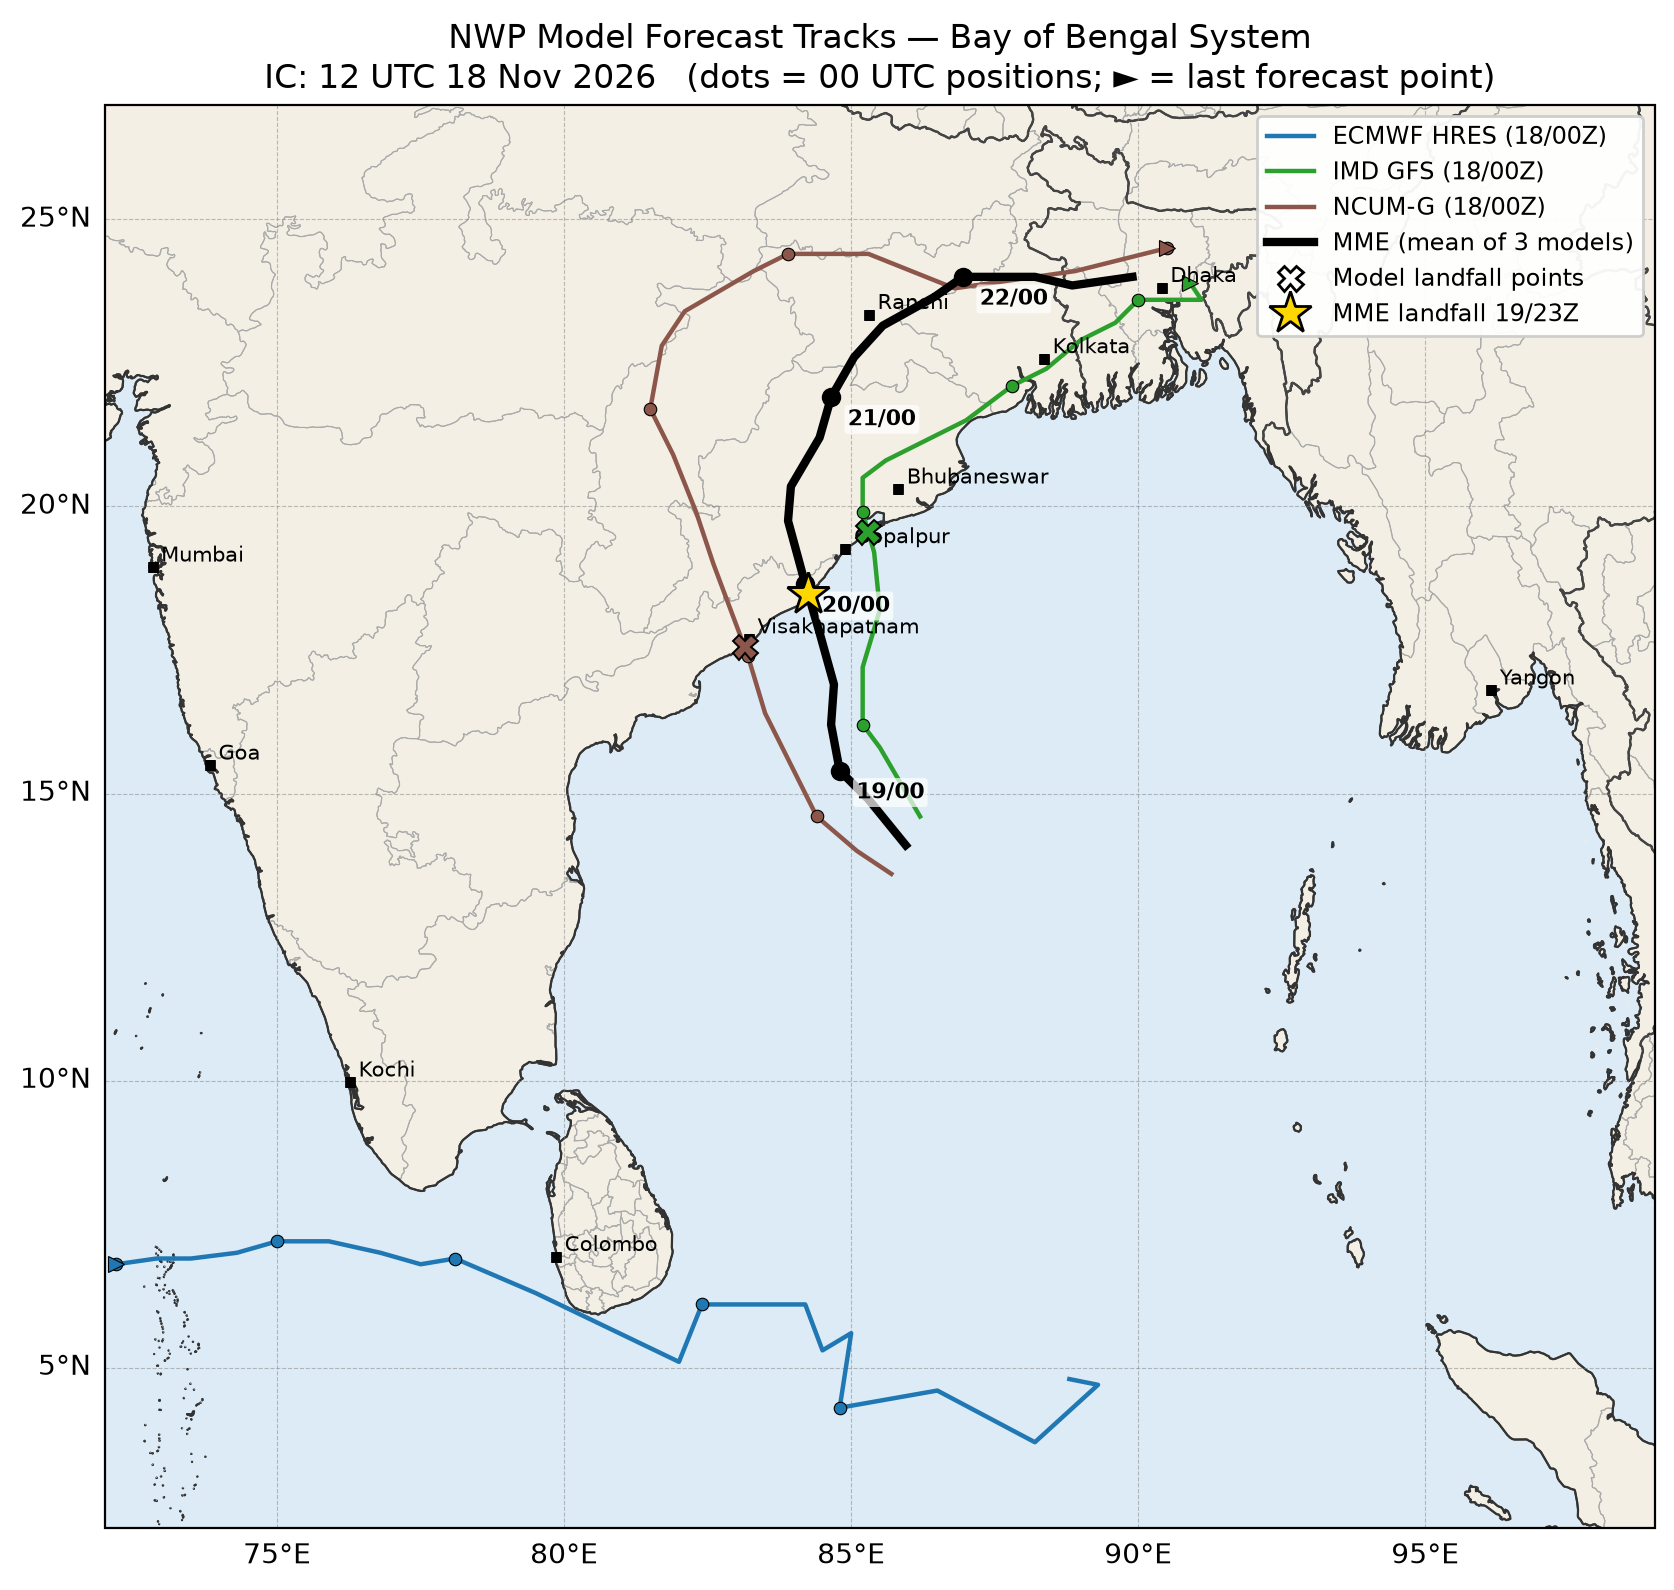 NWP Model Forecast Tracks — Bay of Bengal System
IC: 12 UTC 18 Nov 2026   (dots = 00 UTC positions; ► = last forecast point)
ECMWF HRES (18/00Z)
IMD GFS (18/00Z)
NCUM-G (18/00Z)
MME (mean of 3 models)
Model landfall points
MME landfall 19/23Z
25°N
20°N
15°N
10°N
5°N
Dhaka
22/00
Ranchi
Kolkata
21/00
Bhubaneswar
Mumbai
Gopalpur
20/00
Visakhapatnam
Yangon
Goa
19/00
Kochi
Colombo
75°E
80°E
85°E
90°E
95°E